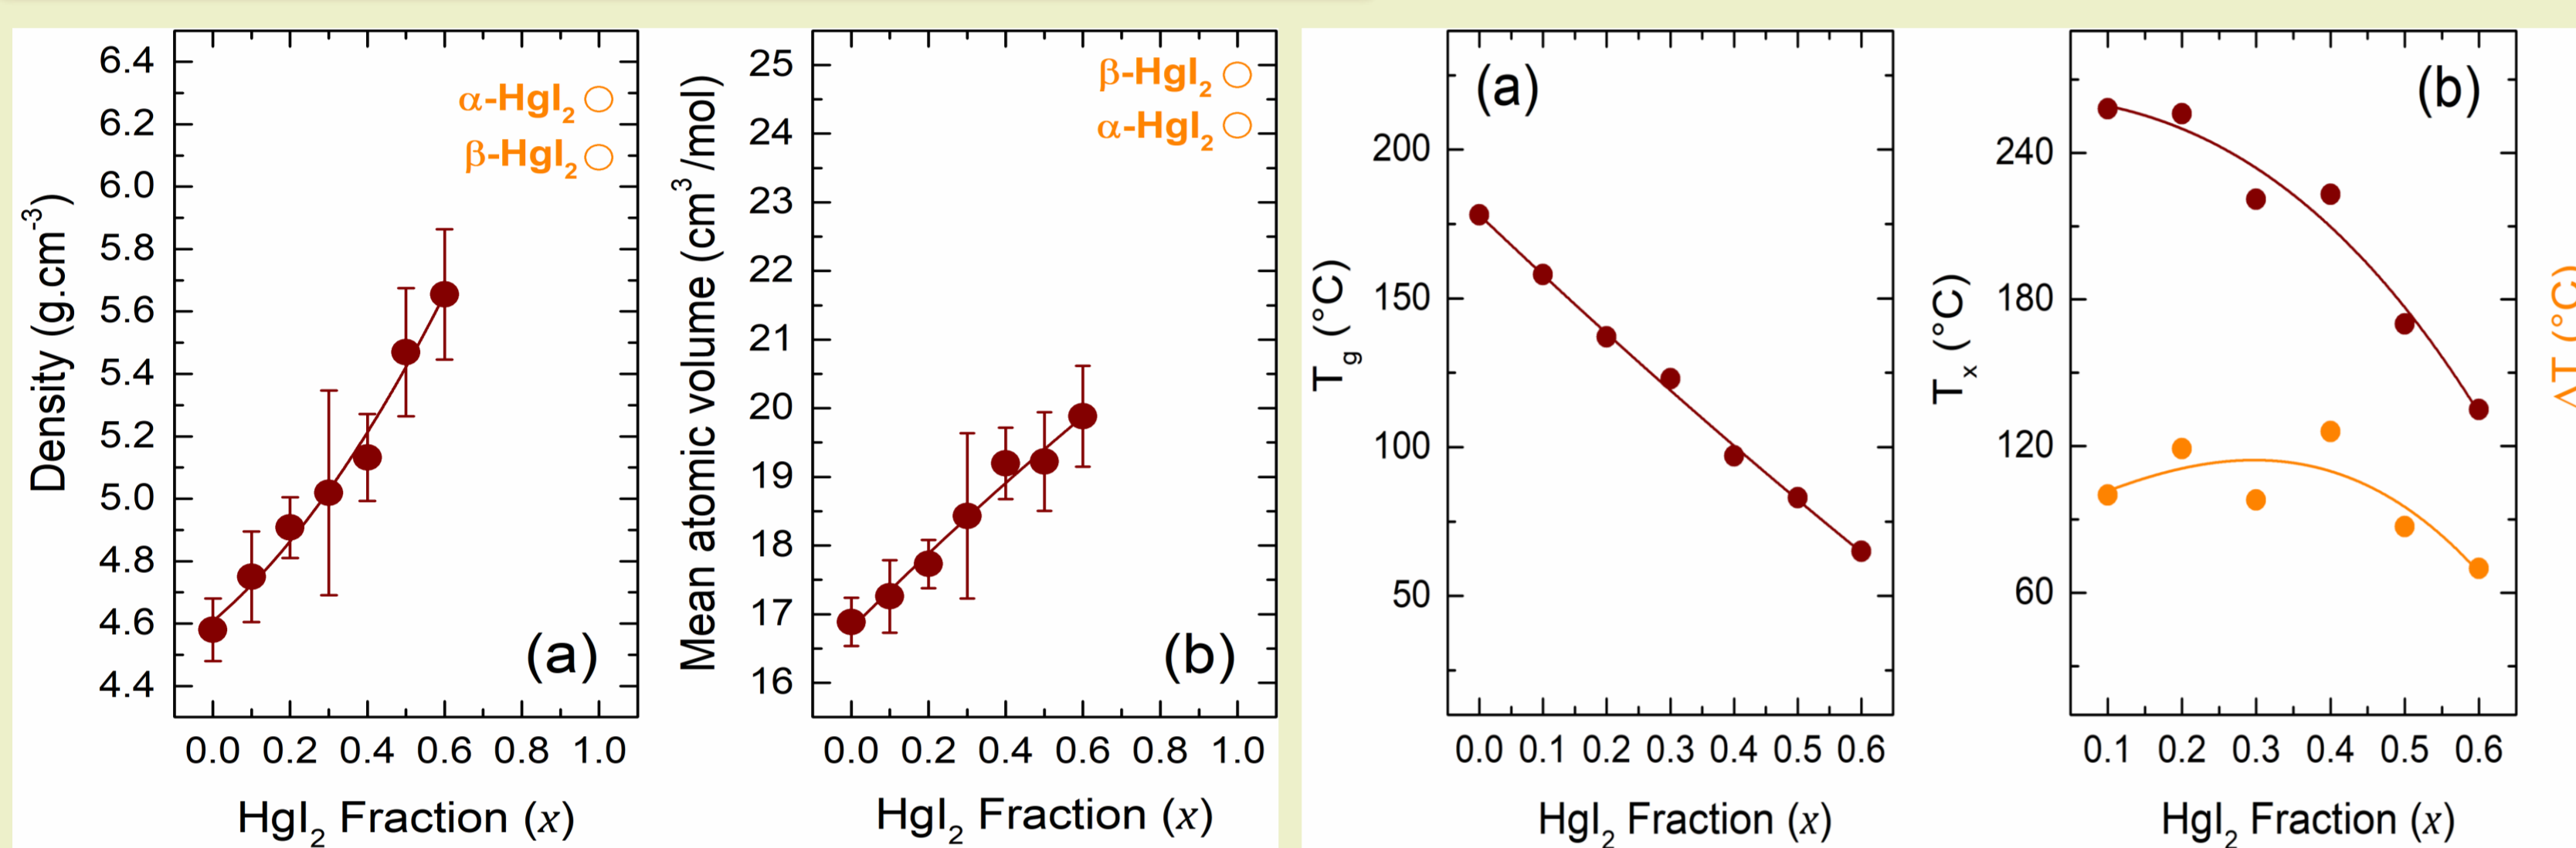 Density (g.cm⁻³)
6.4
6.2
6.0
5.8
5.6
5.4
5.2
5.0
4.8
4.6
4.4
α-HgI₂
β-HgI₂
(a)
0.0 0.2 0.4 0.6 0.8 1.0
HgI₂ Fraction (x)
Mean atomic volume (cm³/mol)
25
24
23
22
21
20
19
18
17
16
β-HgI₂
α-HgI₂
(b)
0.0 0.2 0.4 0.6 0.8 1.0
HgI₂ Fraction (x)
Tg (°C)
200
150
100
50
(a)
0.0 0.1 0.2 0.3 0.4 0.5 0.6
HgI₂ Fraction (x)
Tₓ (°C)
240
180
120
60
(b)
0.1 0.2 0.3 0.4 0.5 0.6
HgI₂ Fraction (x)
ΔT (°C)